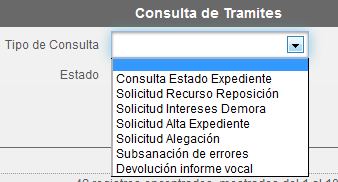 Consulta de Tramites
Tipo de Consulta
Estado
Consulta Estado Expediente
Solicitud Recurso Reposición
Solicitud Intereses Demora
Solicitud Alta Expediente
Solicitud Alegación
Subsanación de errores
Devolución informe vocal